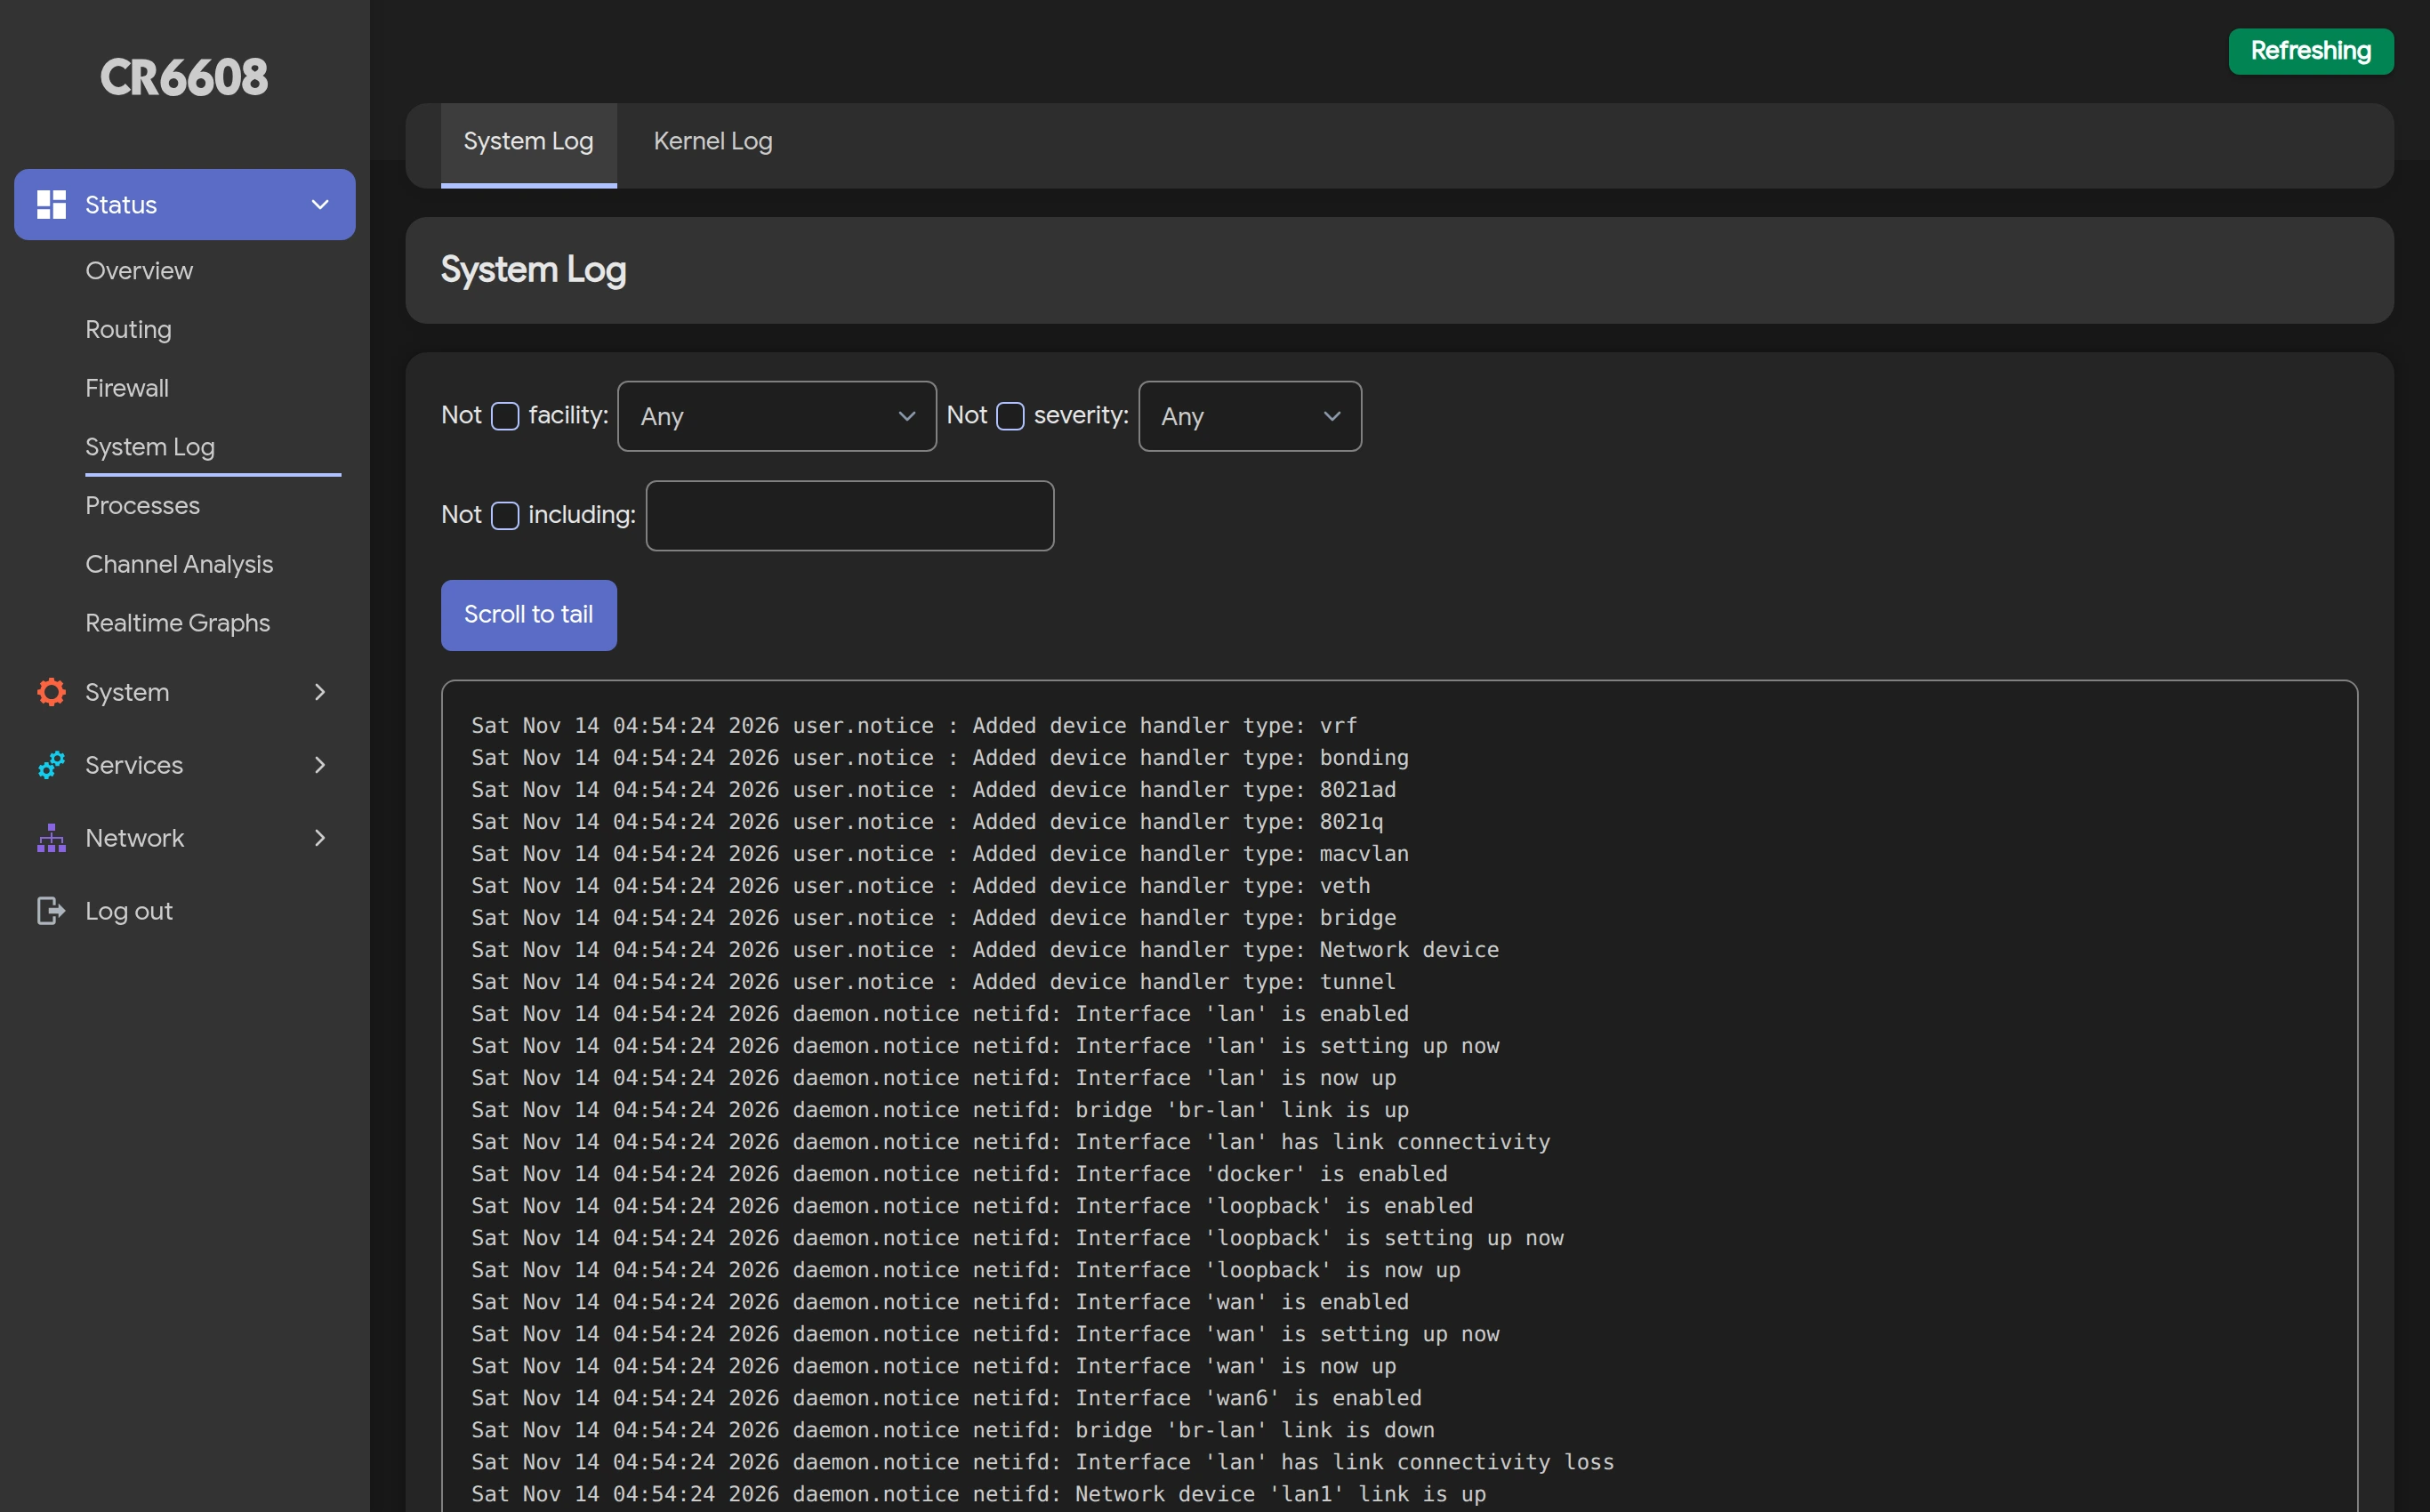 CR6608
Status
Overview
Routing
Firewall
System Log
Processes
Channel Analysis
Realtime Graphs
System
Services
Network
Log out
Refreshing
System Log Kernel Log
System Log
Not facility: Any Not severity: Any
Not including:
Scroll to tail
Sat Nov 14 04:54:24 2026 user.notice : Added device handler type: vrf
Sat Nov 14 04:54:24 2026 user.notice : Added device handler type: bonding
Sat Nov 14 04:54:24 2026 user.notice : Added device handler type: 8021ad
Sat Nov 14 04:54:24 2026 user.notice : Added device handler type: 8021q
Sat Nov 14 04:54:24 2026 user.notice : Added device handler type: macvlan
Sat Nov 14 04:54:24 2026 user.notice : Added device handler type: veth
Sat Nov 14 04:54:24 2026 user.notice : Added device handler type: bridge
Sat Nov 14 04:54:24 2026 user.notice : Added device handler type: Network device
Sat Nov 14 04:54:24 2026 user.notice : Added device handler type: tunnel
Sat Nov 14 04:54:24 2026 daemon.notice netifd: Interface 'lan' is enabled
Sat Nov 14 04:54:24 2026 daemon.notice netifd: Interface 'lan' is setting up now
Sat Nov 14 04:54:24 2026 daemon.notice netifd: Interface 'lan' is now up
Sat Nov 14 04:54:24 2026 daemon.notice netifd: bridge 'br-lan' link is up
Sat Nov 14 04:54:24 2026 daemon.notice netifd: Interface 'lan' has link connectivity
Sat Nov 14 04:54:24 2026 daemon.notice netifd: Interface 'docker' is enabled
Sat Nov 14 04:54:24 2026 daemon.notice netifd: Interface 'loopback' is enabled
Sat Nov 14 04:54:24 2026 daemon.notice netifd: Interface 'loopback' is setting up now
Sat Nov 14 04:54:24 2026 daemon.notice netifd: Interface 'loopback' is now up
Sat Nov 14 04:54:24 2026 daemon.notice netifd: Interface 'wan' is enabled
Sat Nov 14 04:54:24 2026 daemon.notice netifd: Interface 'wan' is setting up now
Sat Nov 14 04:54:24 2026 daemon.notice netifd: Interface 'wan' is now up
Sat Nov 14 04:54:24 2026 daemon.notice netifd: Interface 'wan6' is enabled
Sat Nov 14 04:54:24 2026 daemon.notice netifd: bridge 'br-lan' link is down
Sat Nov 14 04:54:24 2026 daemon.notice netifd: Interface 'lan' has link connectivity loss
Sat Nov 14 04:54:24 2026 daemon.notice netifd: Network device 'lan1' link is up